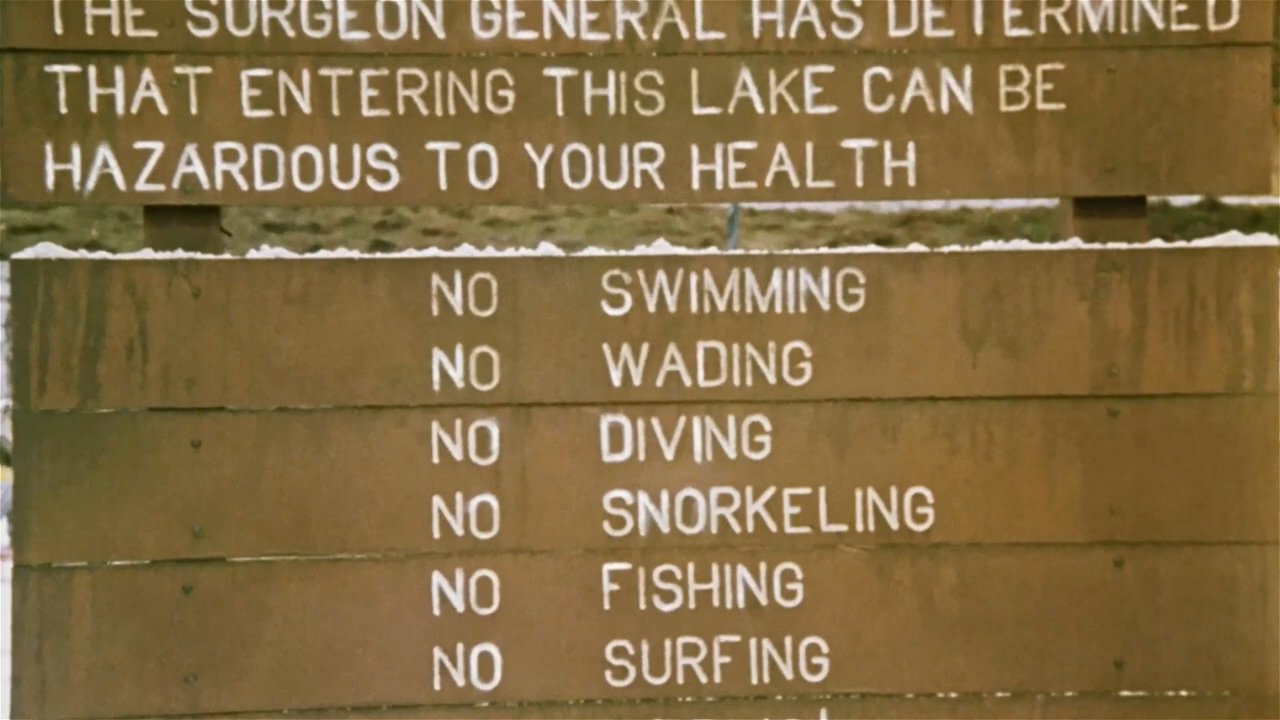 THE SURGEON GENERAL HAS DETERMINED
THAT ENTERING THIS LAKE CAN BE
HAZARDOUS TO YOUR HEALTH
NO SWIMMING
NO WADING
NO DIVING
NO SNORKELING
NO FISHING
NO SURFING